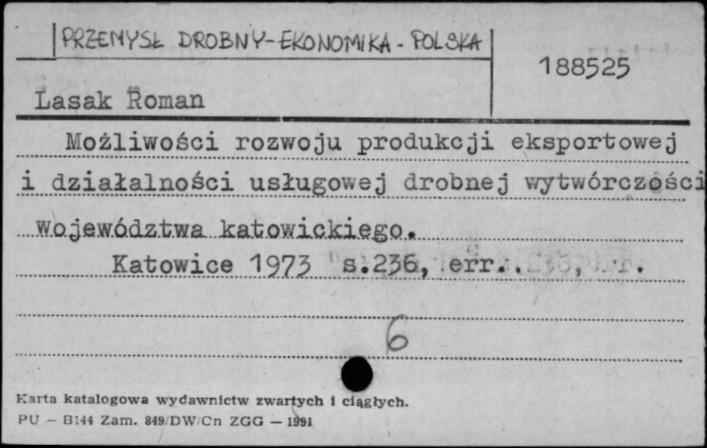 PRZEMYSŁ DROBNY-EKONOMIKA-POLSKA
188525
Lasak Roman
Możliwości rozwoju produkcji eksportowej
i działalności usługowej drobnej wytwórczości
województwa katowickiego.
Katowice 1973 s.236, err.
6
Karta katalogowa wydawnictw zwartych i ciągłych.
PU — B144 Zam. 849/DW/Cn ZGG — 1991